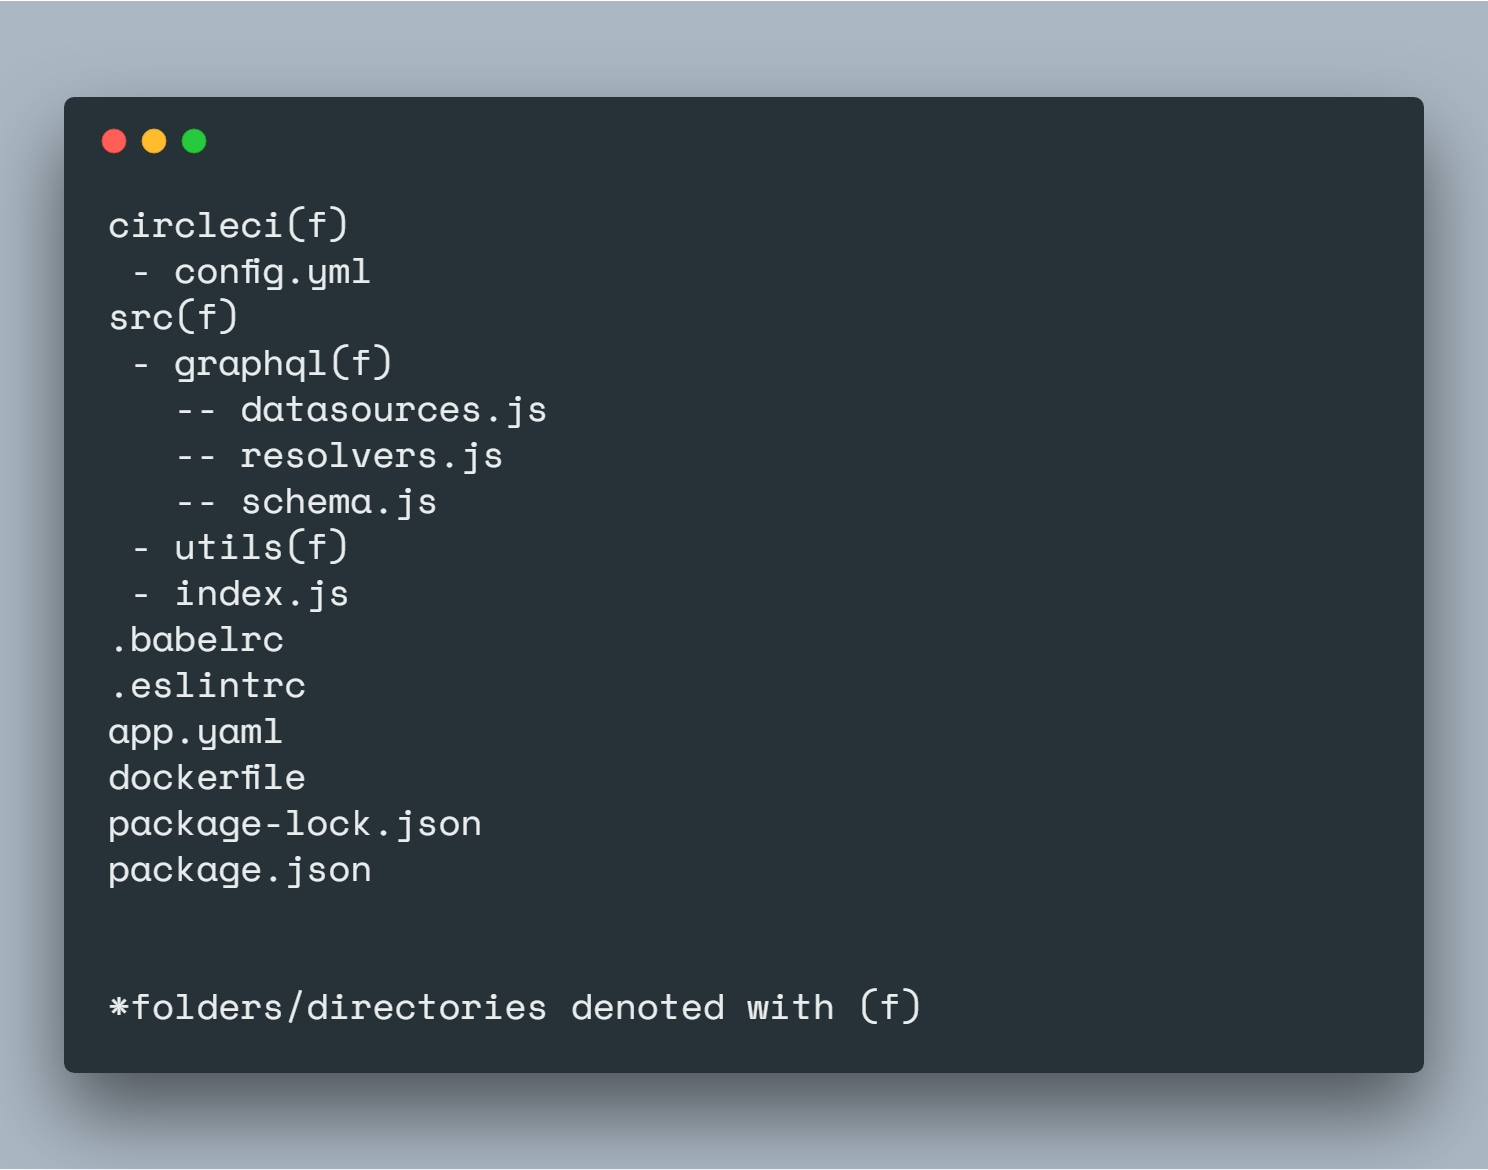 circleci(f)
 - config.yml
src(f)
 - graphql(f)
   -- datasources.js
   -- resolvers.js
   -- schema.js
 - utils(f)
 - index.js
.babelrc
.eslintrc
app.yaml
dockerfile
package-lock.json
package.json
*folders/directories denoted with (f)